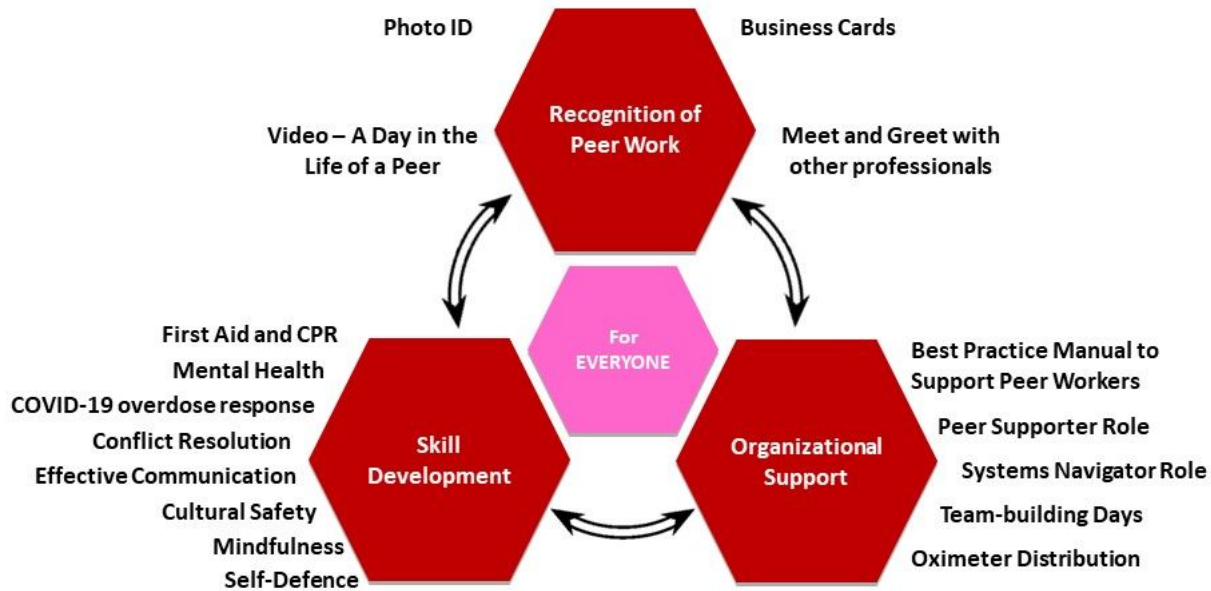 Photo ID
Business Cards
Recognition of
Peer Work
Video – A Day in the
Life of a Peer
Meet and Greet with
other professionals
For
EVERYONE
First Aid and CPR
Mental Health
COVID-19 overdose response
Conflict Resolution
Effective Communication
Cultural Safety
Mindfulness
Self-Defence
Skill
Development
Organizational
Support
Best Practice Manual to
Support Peer Workers
Peer Supporter Role
Systems Navigator Role
Team-building Days
Oximeter Distribution